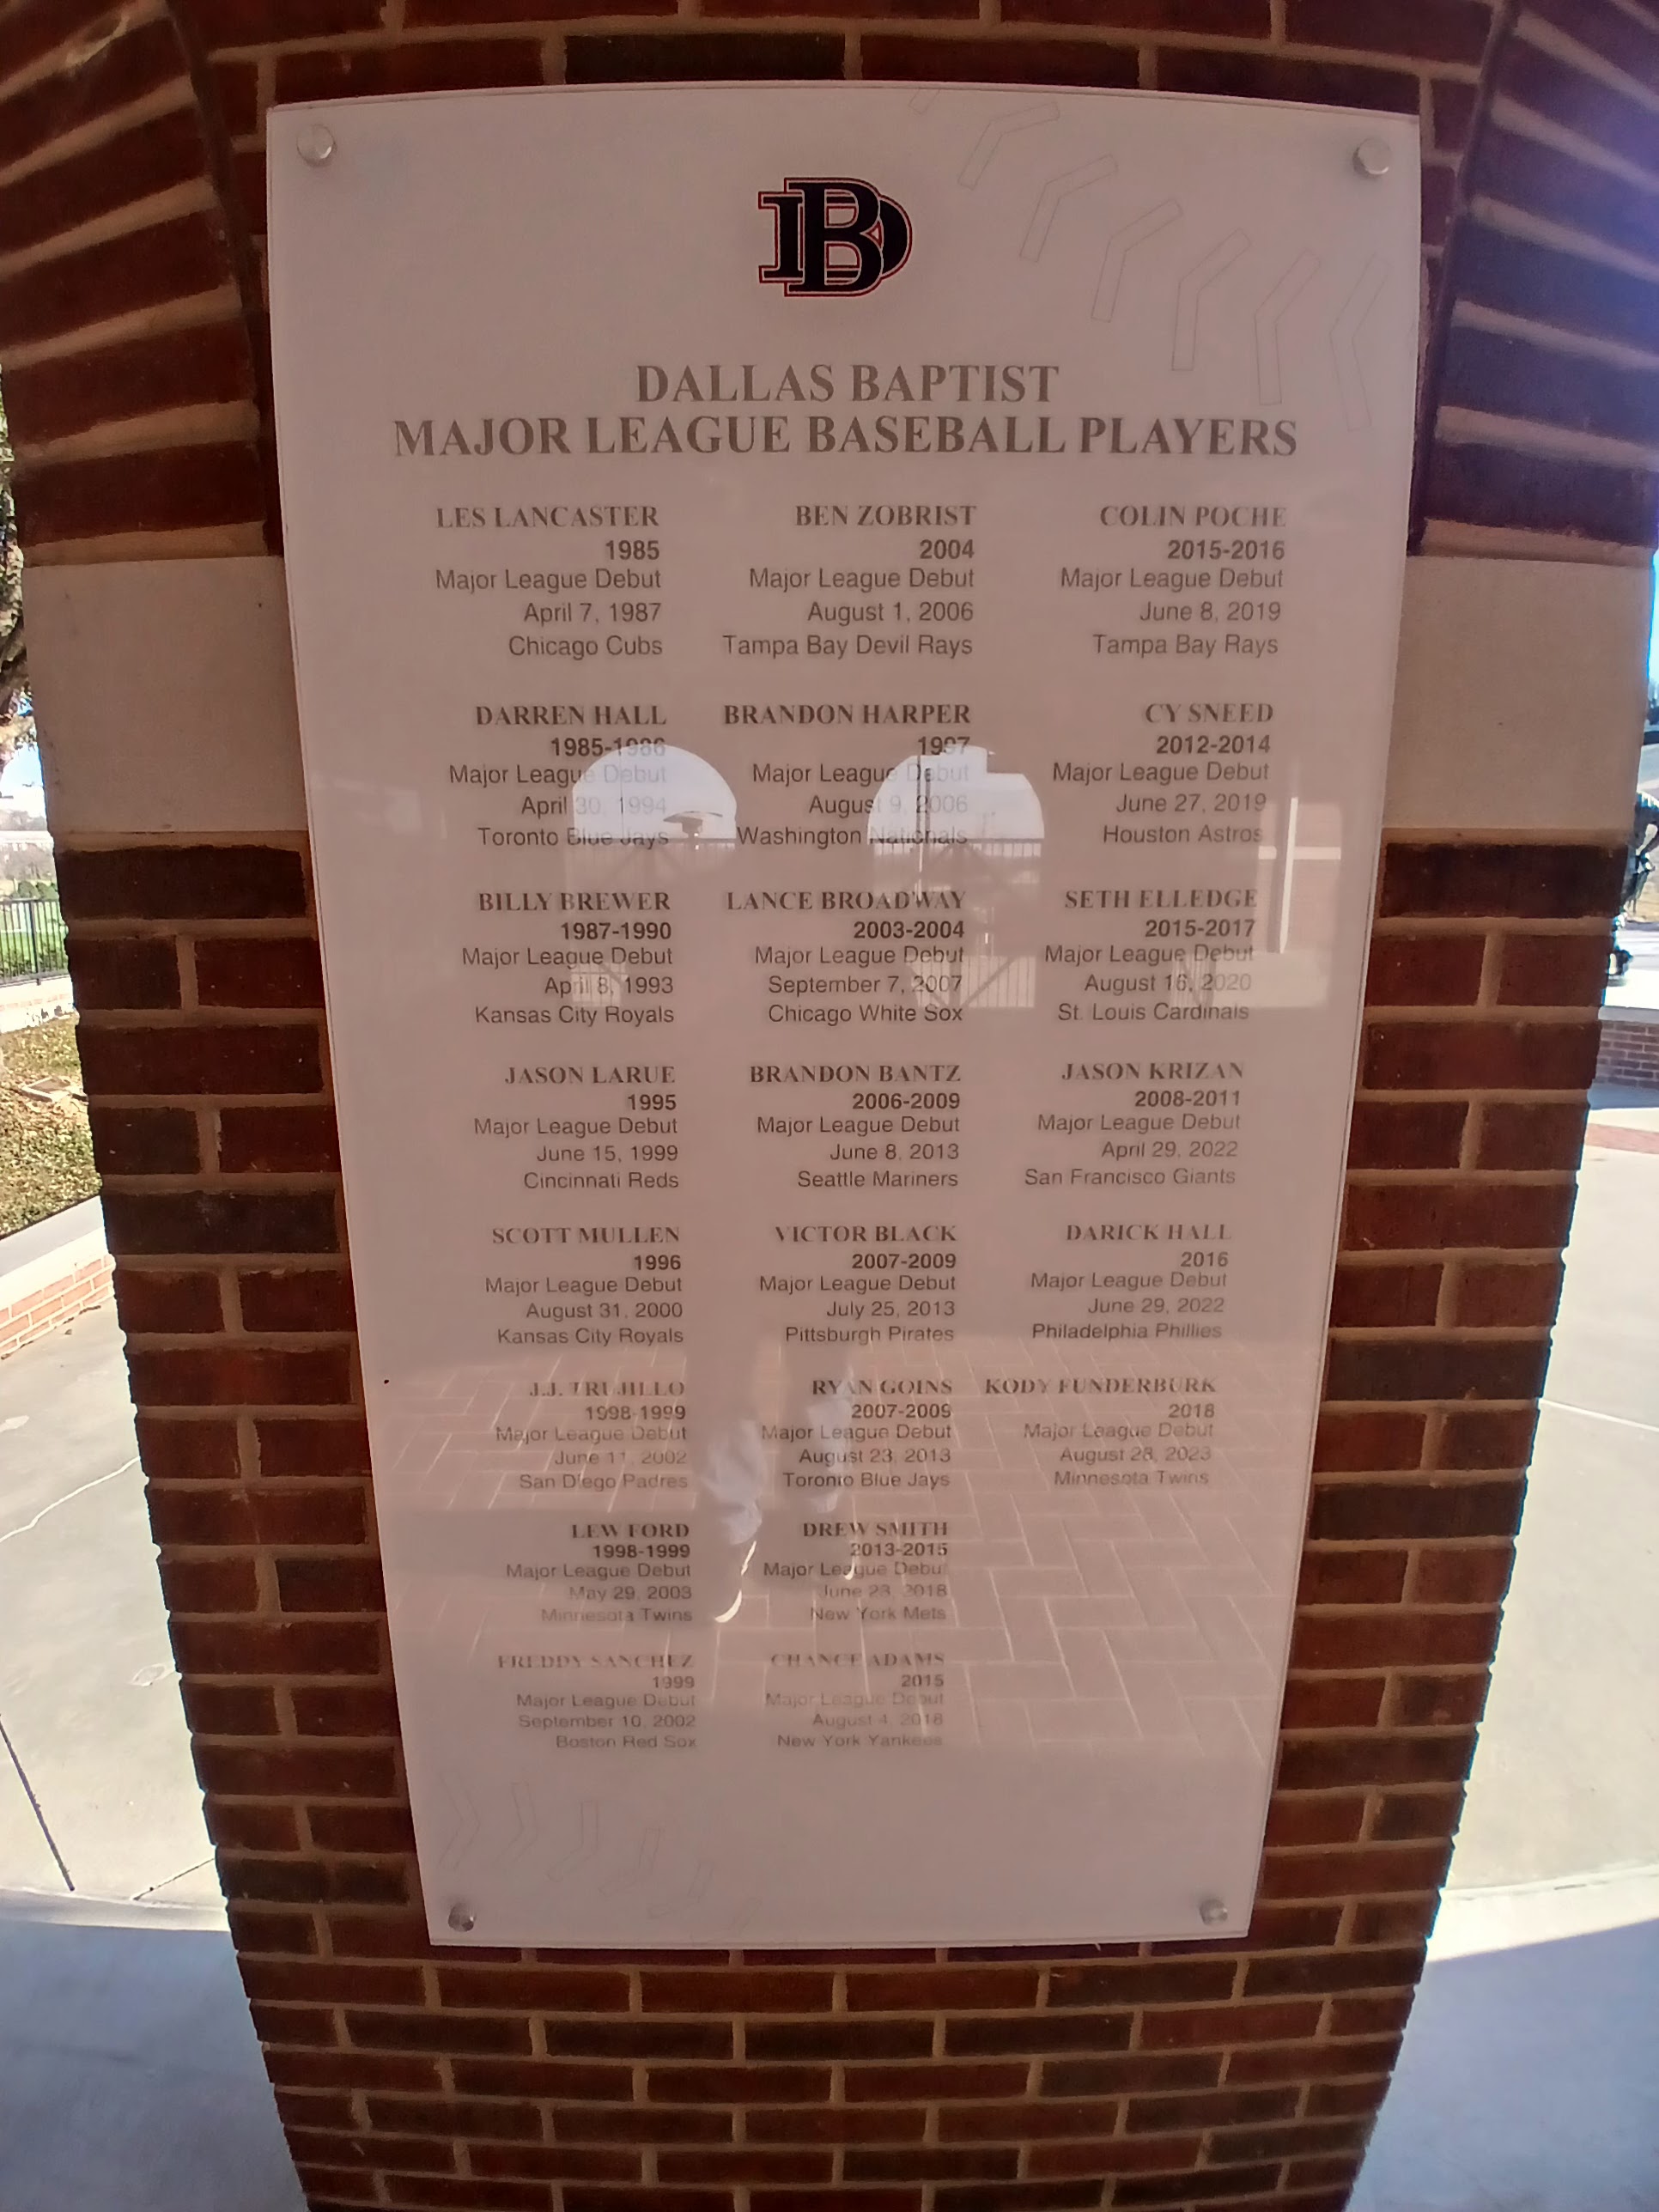 DB
DALLAS BAPTIST
MAJOR LEAGUE BASEBALL PLAYERS
LES LANCASTER
1985
Major League Debut
April 7, 1987
Chicago Cubs
DARREN HALL
1985-1986
Major League Debut
April 30, 1994
Toronto Blue Jays
BILLY BREWER
1987-1990
Major League Debut
April 8, 1993
Kansas City Royals
JASON LARUE
1995
Major League Debut
June 15, 1999
Cincinnati Reds
SCOTT MULLEN
1996
Major League Debut
August 31, 2000
Kansas City Royals
J.J. TRUJILLO
1998-1999
Major League Debut
June 11, 2002
San Diego Padres
LEW FORD
1998-1999
Major League Debut
May 29, 2003
Minnesota Twins
FREDDY SANCHEZ
1999
Major League Debut
September 10, 2002
Boston Red Sox
BEN ZOBRIST
2004
Major League Debut
August 1, 2006
Tampa Bay Devil Rays
BRANDON HARPER
1997
Major League Debut
August 9, 2006
Washington Nationals
LANCE BROADWAY
2003-2004
Major League Debut
September 7, 2007
Chicago White Sox
BRANDON BANTZ
2006-2009
Major League Debut
June 8, 2013
Seattle Mariners
VICTOR BLACK
2007-2009
Major League Debut
July 25, 2013
Pittsburgh Pirates
RYAN GOINS
2007-2009
Major League Debut
August 23, 2013
Toronto Blue Jays
DREW SMITH
2013-2015
Major League Debut
June 23, 2018
New York Mets
CHANCE ADAMS
2015
Major League Debut
August 4, 2018
New York Yankees
COLIN POCHE
2015-2016
Major League Debut
June 8, 2019
Tampa Bay Rays
CY SNEED
2012-2014
Major League Debut
June 27, 2019
Houston Astros
SETH ELLEDGE
2015-2017
Major League Debut
August 16, 2020
St. Louis Cardinals
JASON KRIZAN
2008-2011
Major League Debut
April 29, 2022
San Francisco Giants
DARICK HALL
2016
Major League Debut
June 29, 2022
Philadelphia Phillies
KODY FUNDERBURK
2018
Major League Debut
August 28, 2023
Minnesota Twins